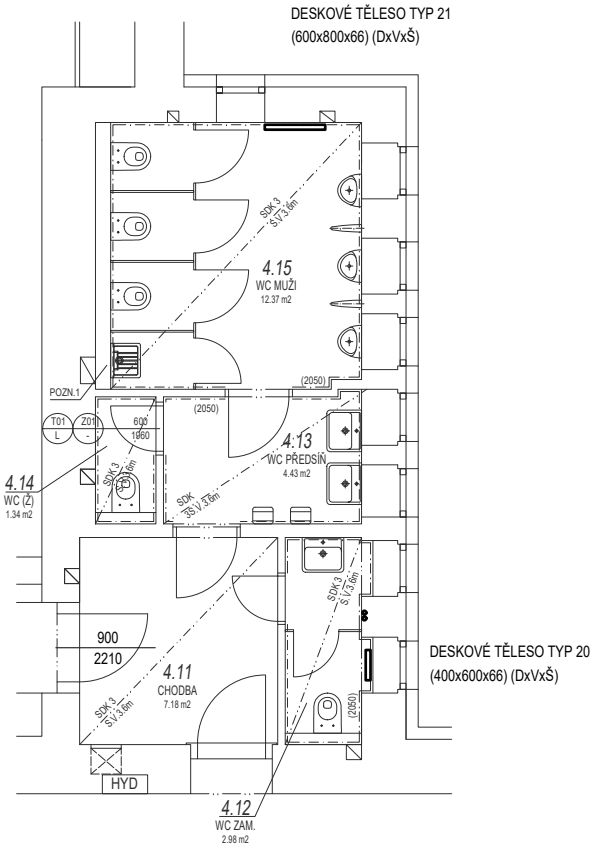 DESKOVÉ TĚLESO TYP 21
(600x800x66) (DxVxŠ)
SDK 3
S.V.3.6m
4.15
WC MUŽI
12.37 m2
POZN.1
(2050)
(2050)
T01
L
Z01
-
600
1960
4.13
WC PŘEDSÍŇ
4.43 m2
4.14
WC (Ž)
1.34 m2
SDK 3
S.V.3.6m
SDK
3S.V.3.6m
SDK 3
S.V.3.6m
900
2210
4.11
CHODBA
7.18 m2
SDK 3
S.V.3.6m
(2050)
DESKOVÉ TĚLESO TYP 20
(400x600x66) (DxVxŠ)
HYD
4.12
WC ZAM.
2.98 m2